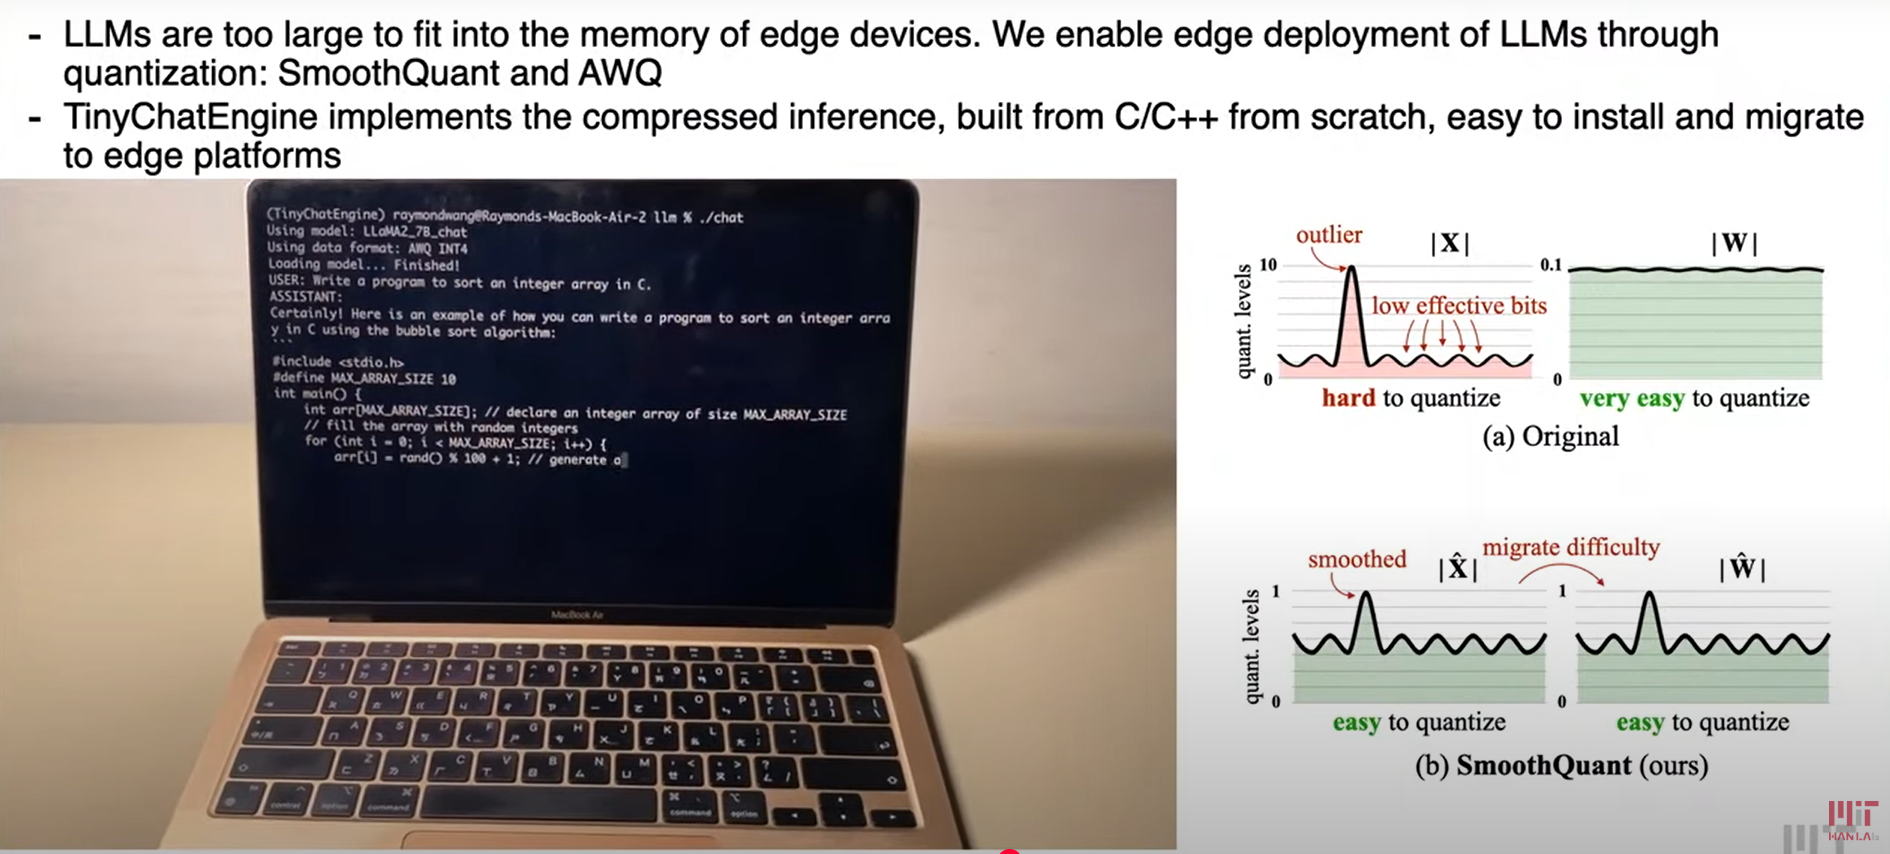 - LLMs are too large to fit into the memory of edge devices. We enable edge deployment of LLMs through
quantization: SmoothQuant and AWQ
- TinyChatEngine implements the compressed inference, built from C/C++ from scratch, easy to install and migrate
to edge platforms
(TinyChatEngine) raymondwang@Raymonds-MacBook-Air-2 llm % ./chat
Using model: LLaMA2_7B_chat
Using data format: AWQ INT4
Loading model... Finished!
USER: Write a program to sort an integer array in C.
ASSISTANT:
Certainly! Here is an example of how you can write a program to sort an integer arra
y in C using the bubble sort algorithm:
```
#include <stdio.h>
#define MAX_ARRAY_SIZE 10
int main() {
int arr[MAX_ARRAY_SIZE]; // declare an integer array of size MAX_ARRAY_SIZE
// fill the array with random integers
for (int i = 0; i < MAX_ARRAY_SIZE; i++) {
arr[i] = rand() % 100 + 1; // generate a
MacBook Air
control option command
command option
outlier
|X|
|W|
quant. levels
10
0
low effective bits
0.1
0
hard to quantize
very easy to quantize
(a) Original
smoothed
|X̂|
migrate difficulty
|Ŵ|
quant. levels
1
0
1
0
easy to quantize
easy to quantize
(b) SmoothQuant (ours)
MIT
HAN LAB